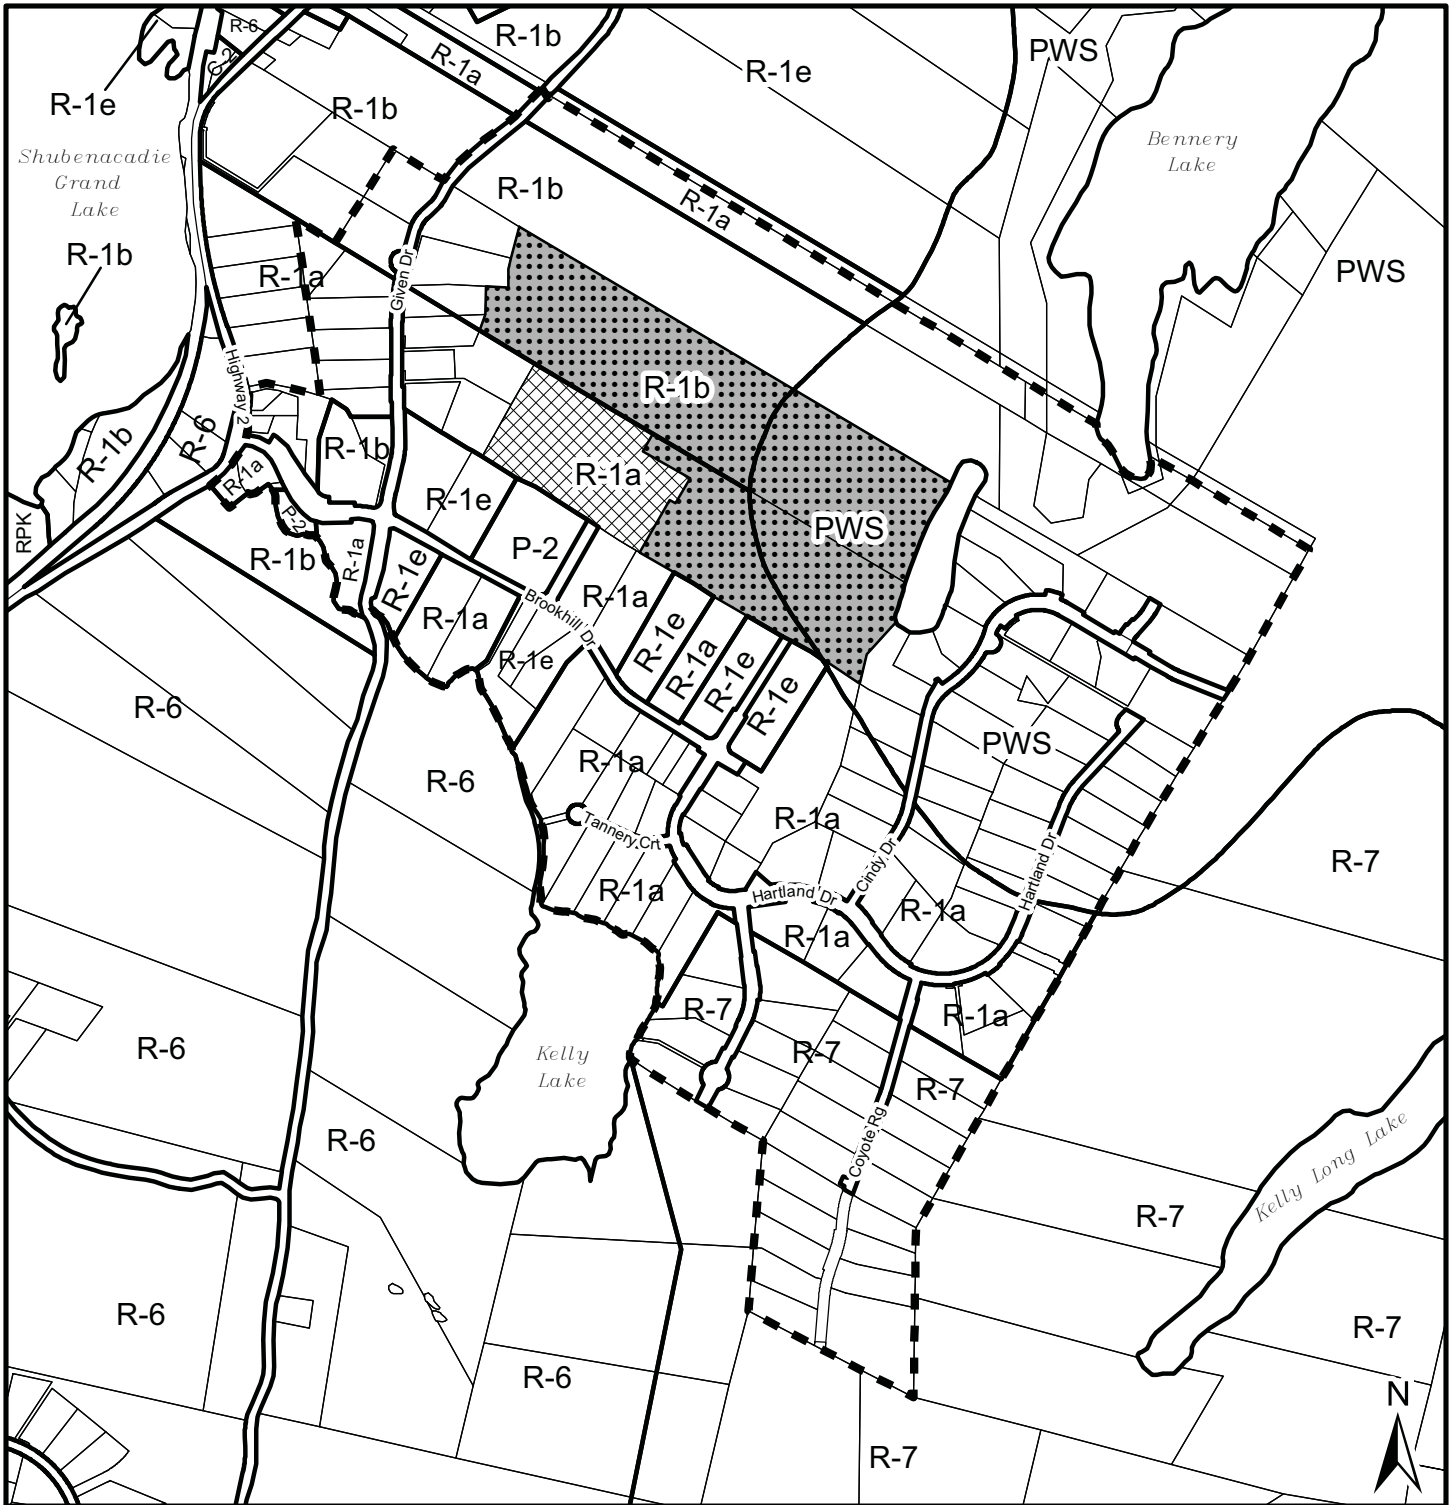 R-6
C-2
R-1b
R-1a
R-1e
PWS
R-1e
R-1b
Bennery
Lake
Shubenacadie
Grand
Lake
R-1b
R-1a
R-1b
Given Dr
R-1a
PWS
R-1b
Highway 2
R-1b
R-6
R-1b
R-1a
R-1b
R-1e
R-1a
PWS
RPK
P-2
R-1b
R-1a
R-1e
P-2
R-1a
R-1a
Brookhill Dr
R-1e
R-1e
R-1a
R-1e
R-1e
R-6
R-6
R-1a
PWS
Tannery Crt
R-1a
R-1a
Hartland Dr
Cindy Dr
Hartland Dr
R-7
R-1a
R-1a
R-7
R-1a
R-6
Kelly
Lake
R-7
R-7
Coyote Rg
R-6
Kelly Long Lake
R-7
R-6
R-7
R-6
N
R-7